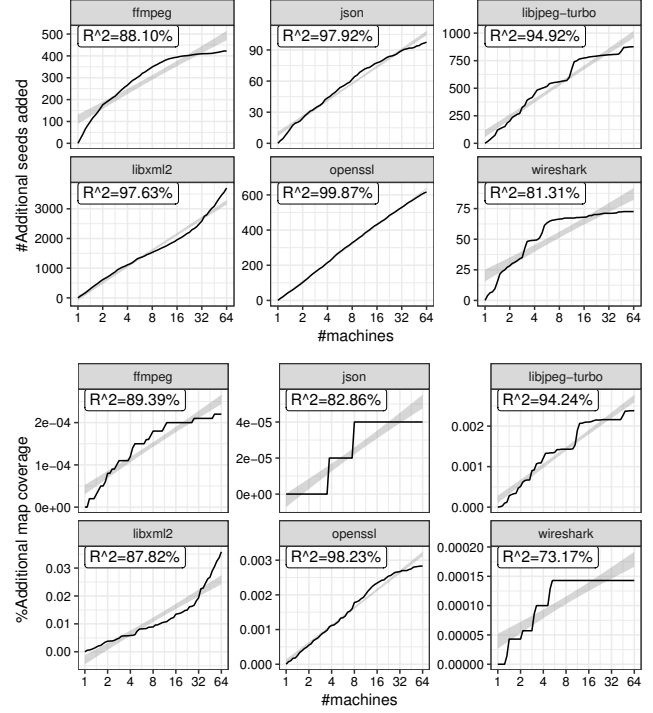 ffmpeg json libjpeg−turbo
R^2=88.10% R^2=97.92% R^2=94.92%
500 400 300 200 100 0
90 60 30 0
1000 750 500 250 0
#Additional seeds added
libxml2 openssl wireshark
R^2=97.63% R^2=99.87% R^2=81.31%
3000 2000 1000 0
600 400 200 0
75 50 25 0
1 2 4 8 16 32 64 1 2 4 8 16 32 64 1 2 4 8 16 32 64
#machines
ffmpeg json libjpeg−turbo
R^2=89.39% R^2=82.86% R^2=94.24%
2e−04 1e−04 0e+00
4e−05 2e−05 0e+00
0.002 0.001 0.000
%Additional map coverage
libxml2 openssl wireshark
R^2=87.82% R^2=98.23% R^2=73.17%
0.03 0.02 0.01 0.00
0.003 0.002 0.001 0.000
0.00020 0.00015 0.00010 0.00005 0.00000
1 2 4 8 16 32 64 1 2 4 8 16 32 64 1 2 4 8 16 32 64
#machines